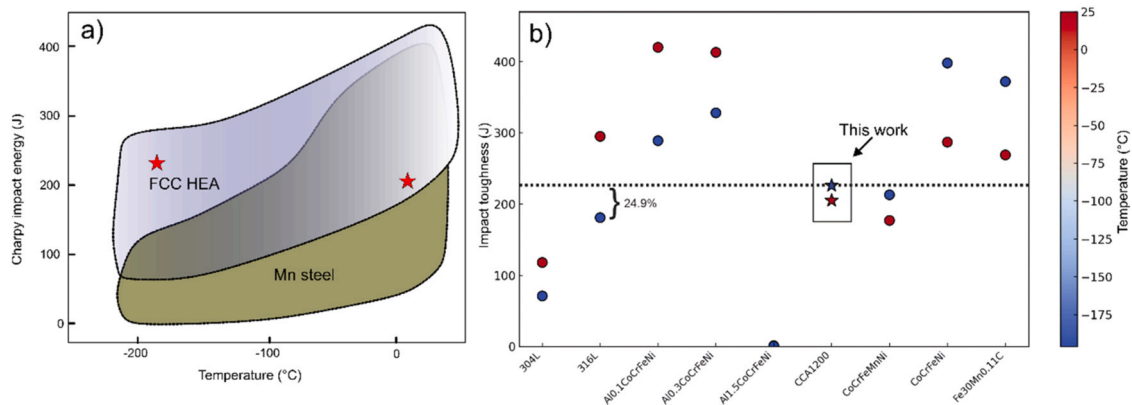 a)
Charpy impact energy (J)
400
300
200
100
0
FCC HEA
Mn steel
-200
-100
0
Temperature (°C)
b)
Impact toughness (J)
400
300
200
100
0
This work
24.9%
304L
316L
Al0.1CoCrFeNi
Al0.3CoCrFeNi
Al1.5CoCrFeNi
CCA1200
CoCrFeMnNi
CoCrFeNi
Fe30Mn0.11C
25
0
−25
−50
−75
−100
−125
−150
−175
Temperature (°C)